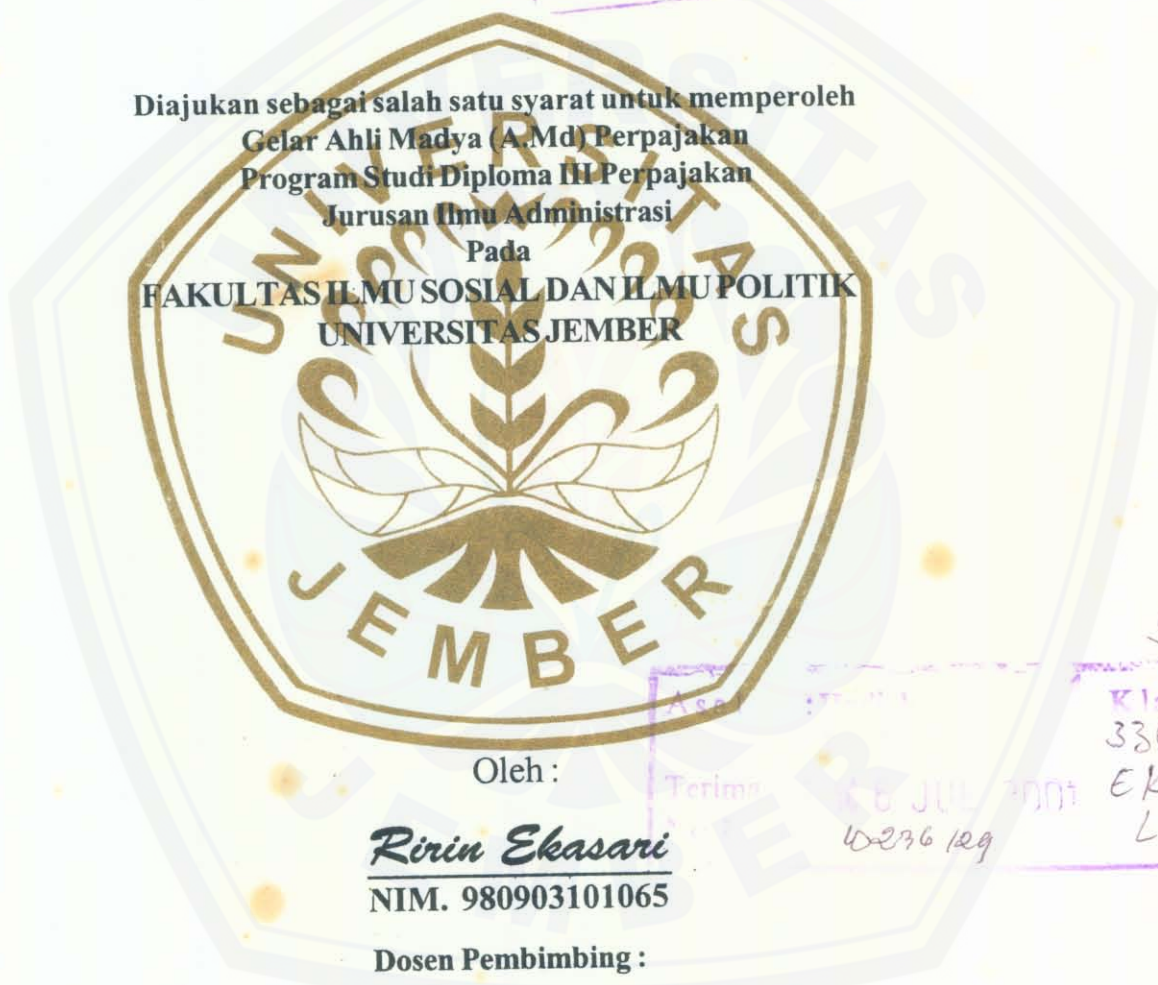 Diajukan sebagai salah satu syarat untuk memperoleh
Gelar Ahli Madya (A.Md) Perpajakan
Program Studi Diploma III Perpajakan
Jurusan Ilmu Administrasi
Pada
FAKULTAS ILMU SOSIAL DAN ILMU POLITIK
UNIVERSITAS JEMBER
UNIVERSITAS
JEMBER
Oleh :
Terima
JUL
Ririn Ekasari
NIM. 980903101065
Dosen Pembimbing :